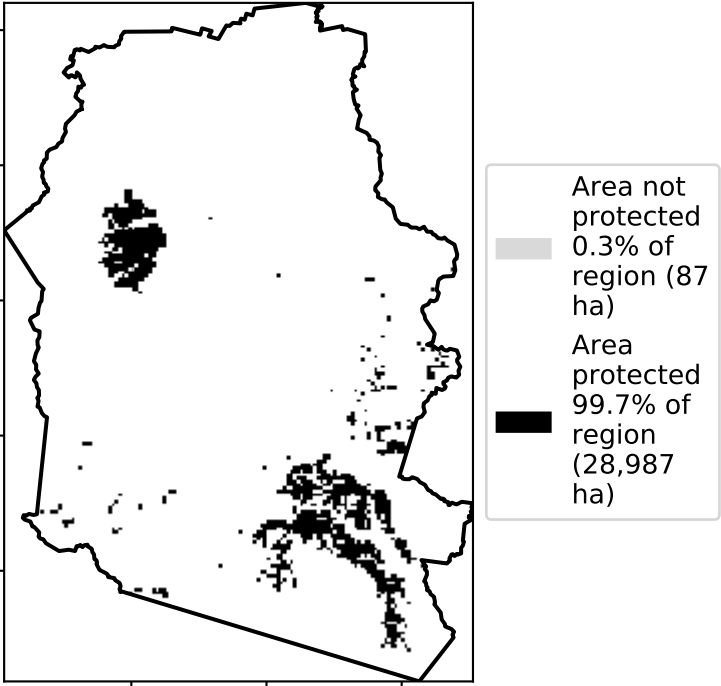 Area not
protected
0.3% of
region (87
ha)
Area
protected
99.7% of
region
(28,987
ha)